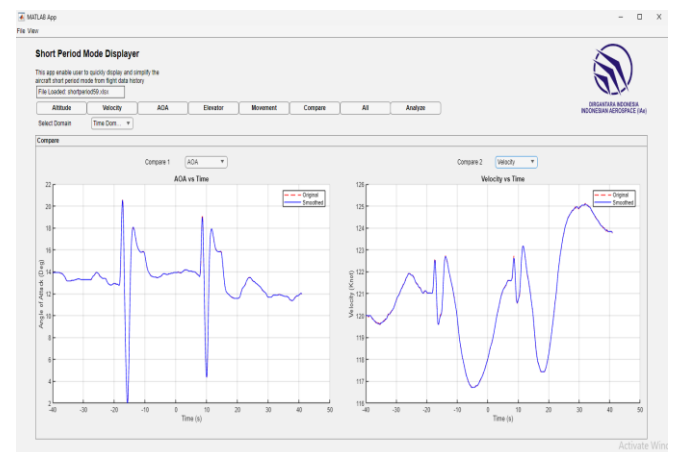 MATLAB App
File View
Short Period Mode Displayer
This app enable user to quickly display and simplify the
aircraft short peried mode from flight data history
File Loaded: shortperiod59.xlsx
Altitude Velocity AOA Elevator Movement Compare All Analyze
DIRGANTARA INDONESIA
INDONESIAN AEROSPACE (IAe)
Select Domain Time Dom...
Compare
Compare 1 AOA
Compare 2 Velocity
AOA vs Time
Original
Smoothed
22
20
18
16
14
12
10
8
6
4
2
Angle of Attack (Deg)
-40 -30 -20 -10 0 10 20 30 40 50
Time (s)
Velocity vs Time
Original
Smoothed
126
125
124
123
122
121
120
119
118
117
116
Velocity (Knot)
-40 -30 -20 -10 0 10 20 30 40 50
Time (s)
Activate Wind